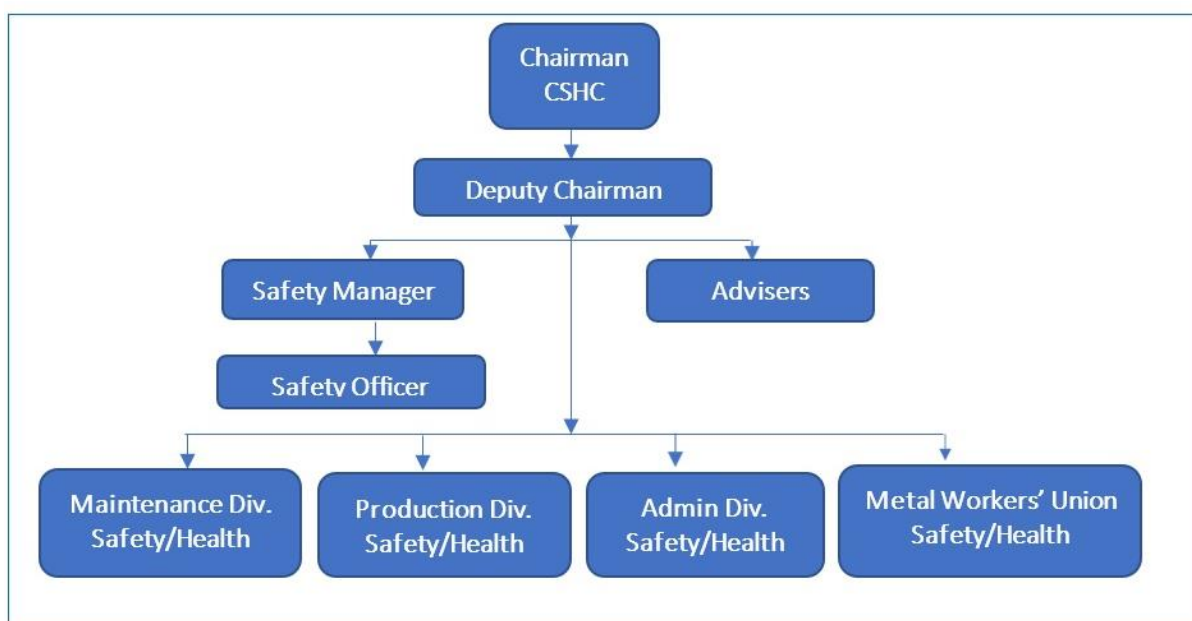 Chairman
CSHC
Deputy Chairman
Safety Manager
Advisers
Safety Officer
Maintenance Div.
Safety/Health
Production Div.
Safety/Health
Admin Div.
Safety/Health
Metal Workers’ Union
Safety/Health